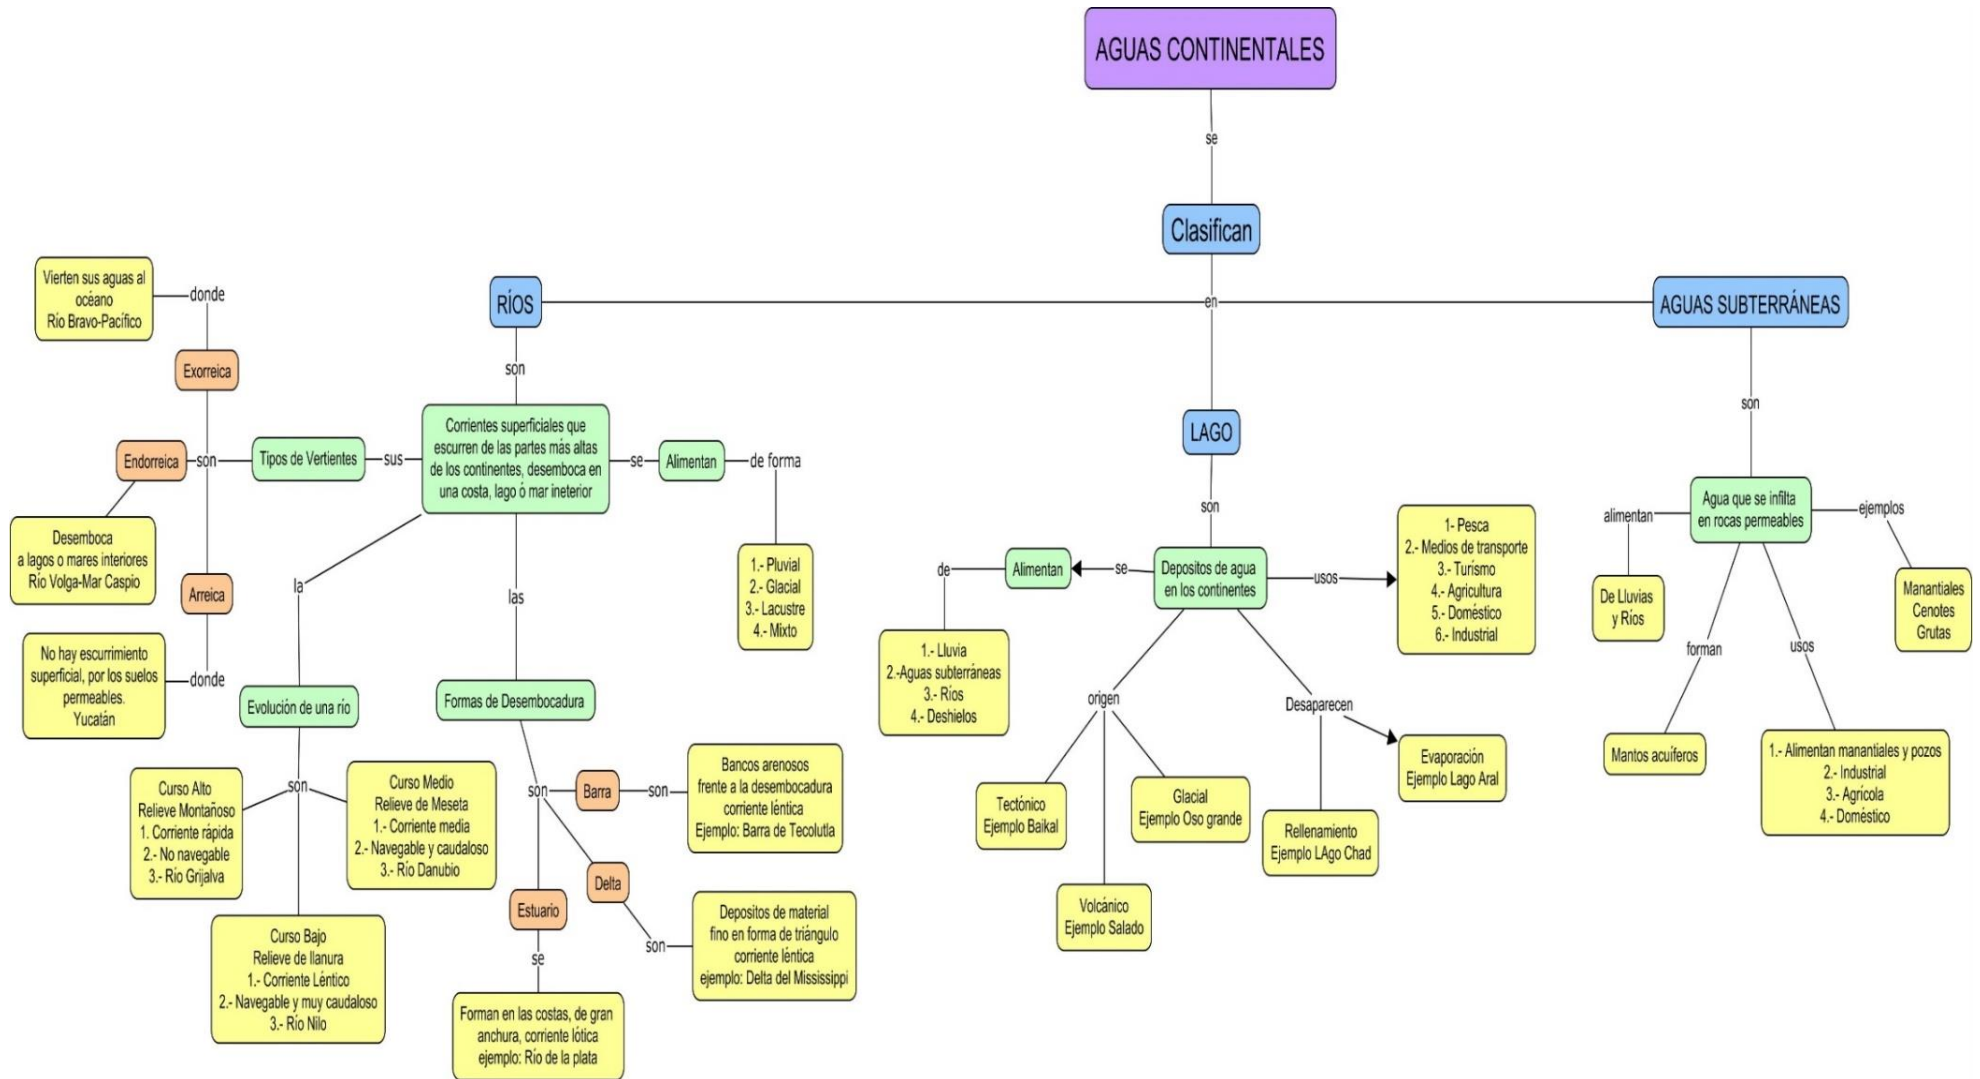 AGUAS CONTINENTALES
se
Clasifican
en
RÍOS
son
Corrientes superficiales que
escurren de las partes más altas
de los continentes, desemboca en
una costa, lago ó mar ineterior
sus
Tipos de Vertientes
son
Exorreica
donde
Vierten sus aguas al
océano
Río Bravo-Pacífico
Endorreica
Desemboca
a lagos o mares interiores
Río Volga-Mar Caspio
Arreica
donde
No hay escurrimiento
superficial, por los suelos
permeables.
Yucatán
se
Alimentan
de forma
1.- Pluvial
2.- Glacial
3.- Lacustre
4.- Mixto
la
Evolución de una río
son
Curso Alto
Relieve Montañoso
1. Corriente rápida
2.- No navegable
3.- Río Grijalva
Curso Medio
Relieve de Meseta
1.- Corriente media
2.- Navegable y caudaloso
3.- Río Danubio
Curso Bajo
Relieve de llanura
1.- Corriente Léntico
2.- Navegable y muy caudaloso
3.- Río Nilo
las
Formas de Desembocadura
son
Barra
son
Bancos arenosos
frente a la desembocadura
corriente léntica
Ejemplo: Barra de Tecolutla
Delta
son
Depositos de material
fino en forma de triángulo
corriente léntica
ejemplo: Delta del Mississippi
Estuario
se
Forman en las costas, de gran
anchura, corriente lótica
ejemplo: Río de la plata
LAGO
son
Depositos de agua
en los continentes
se
Alimentan
de
1.- Lluvia
2.-Aguas subterráneas
3.- Ríos
4.- Deshielos
usos
1- Pesca
2.- Medios de transporte
3.- Turísmo
4.- Agricultura
5.- Doméstico
6.- Industrial
origen
Tectónico
Ejemplo Baikal
Volcánico
Ejemplo Salado
Glacial
Ejemplo Oso grande
Desaparecen
Rellenamiento
Ejemplo LAgo Chad
Evaporación
Ejemplo Lago Aral
AGUAS SUBTERRÁNEAS
son
Agua que se infilta
en rocas permeables
alimentan
De Lluvias
y Ríos
forman
Mantos acuíferos
usos
1.- Alimentan manantiales y pozos
2.- Industrial
3.- Agrícola
4.- Doméstico
ejemplos
Manantiales
Cenotes
Grutas